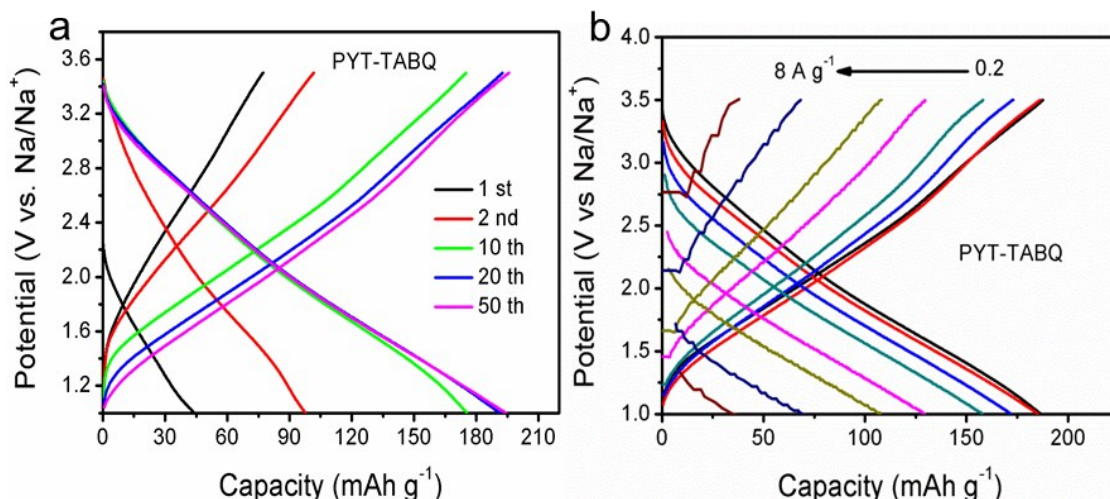 a
PYT-TABQ
Potential (V vs. Na/Na⁺)
3.6
3.2
2.8
2.4
2.0
1.6
1.2
1 st
2 nd
10 th
20 th
50 th
0 30 60 90 120 150 180 210
Capacity (mAh g⁻¹)
b
8 A g⁻¹ 0.2
PYT-TABQ
Potential (V vs Na/Na⁺)
4.0
3.5
3.0
2.5
2.0
1.5
1.0
0 50 100 150 200
Capacity (mAh g⁻¹)